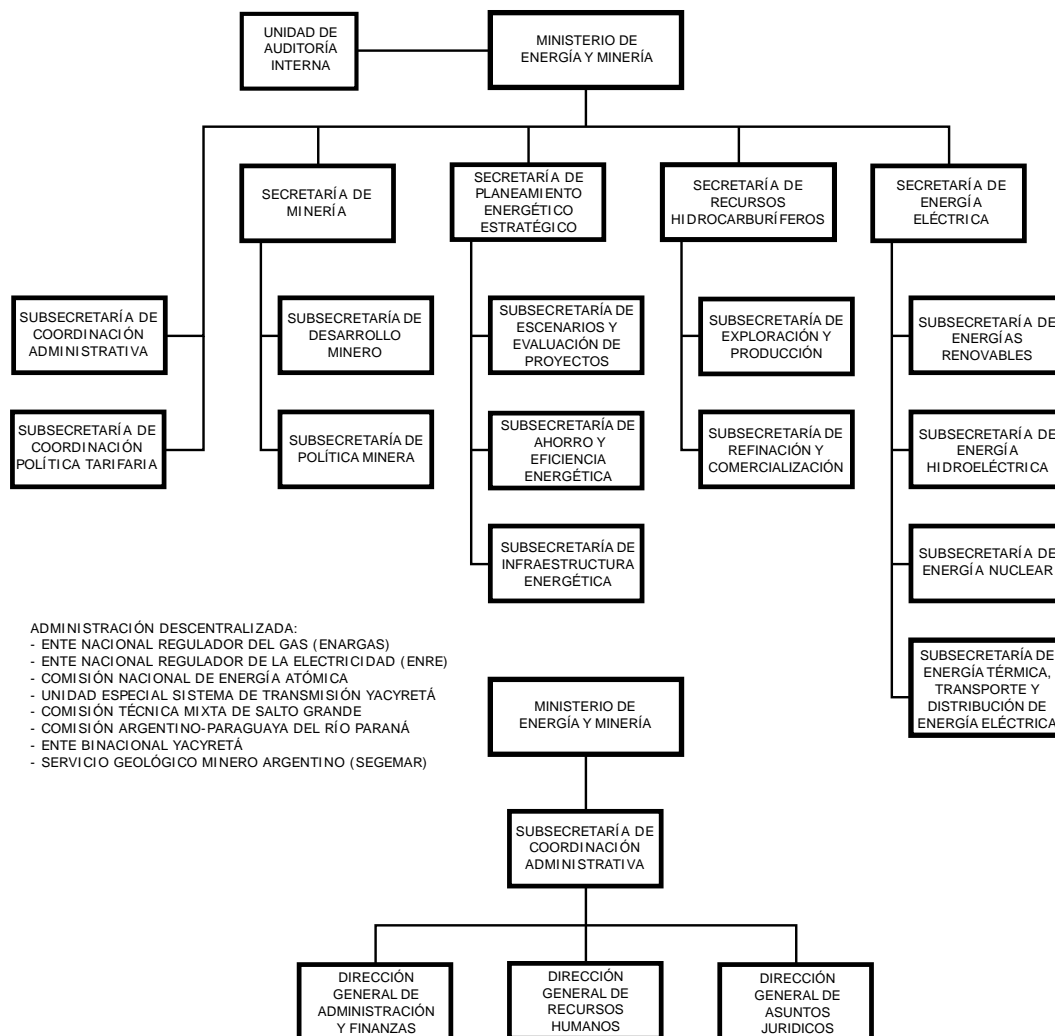 UNIDAD DE
AUDITORÍA
INTERNA
MINISTERIO DE
ENERGÍA Y MINERÍA
SECRETARÍA DE
MINERÍA
SECRETARÍA DE
PLANEAMIENTO
ENERGÉTICO
ESTRATÉGICO
SECRETARÍA DE
RECURSOS
HIDROCARBURÍFEROS
SECRETARÍA DE
ENERGÍA
ELÉCTRICA
SUBSECRETARÍA DE
COORDINACIÓN
ADMINISTRATIVA
SUBSECRETARÍA DE
DESARROLLO
MINERO
SUBSECRETARÍA DE
ESCENARIOS Y
EVALUACIÓN DE
PROYECTOS
SUBSECRETARÍA DE
EXPLORACIÓN Y
PRODUCCIÓN
SUBSECRETARÍA DE
ENERGÍAS
RENOVABLES
SUBSECRETARÍA DE
COORDINACIÓN
POLÍTICA TARIFARIA
SUBSECRETARÍA DE
POLÍTICA MINERA
SUBSECRETARÍA DE
AHORRO Y
EFICIENCIA
ENERGÉTICA
SUBSECRETARÍA DE
REFINACIÓN Y
COMERCIALIZACIÓN
SUBSECRETARÍA DE
ENERGÍA
HIDROELÉCTRICA
SUBSECRETARÍA DE
INFRAESTRUCTURA
ENERGÉTICA
SUBSECRETARÍA DE
ENERGÍA NUCLEAR
SUBSECRETARÍA DE
ENERGÍA TÉRMICA,
TRANSPORTE Y
DISTRIBUCIÓN DE
ENERGÍA ELÉCTRICA
ADMINISTRACIÓN DESCENTRALIZADA:
- ENTE NACIONAL REGULADOR DEL GAS (ENARGAS)
- ENTE NACIONAL REGULADOR DE LA ELECTRICIDAD (ENRE)
- COMISIÓN NACIONAL DE ENERGÍA ATÓMICA
- UNIDAD ESPECIAL SISTEMA DE TRANSMISIÓN YACYRETÁ
- COMISIÓN TÉCNICA MIXTA DE SALTO GRANDE
- COMISIÓN ARGENTINO-PARAGUAYA DEL RÍO PARANÁ
- ENTE BINACIONAL YACYRETÁ
- SERVICIO GEOLÓGICO MINERO ARGENTINO (SEGEMAR)
MINISTERIO DE
ENERGÍA Y MINERÍA
SUBSECRETARÍA DE
COORDINACIÓN
ADMINISTRATIVA
DIRECCIÓN
GENERAL DE
ADMINISTRACIÓN
Y FINANZAS
DIRECCIÓN
GENERAL DE
RECURSOS
HUMANOS
DIRECCIÓN
GENERAL DE
ASUNTOS
JURIDICOS